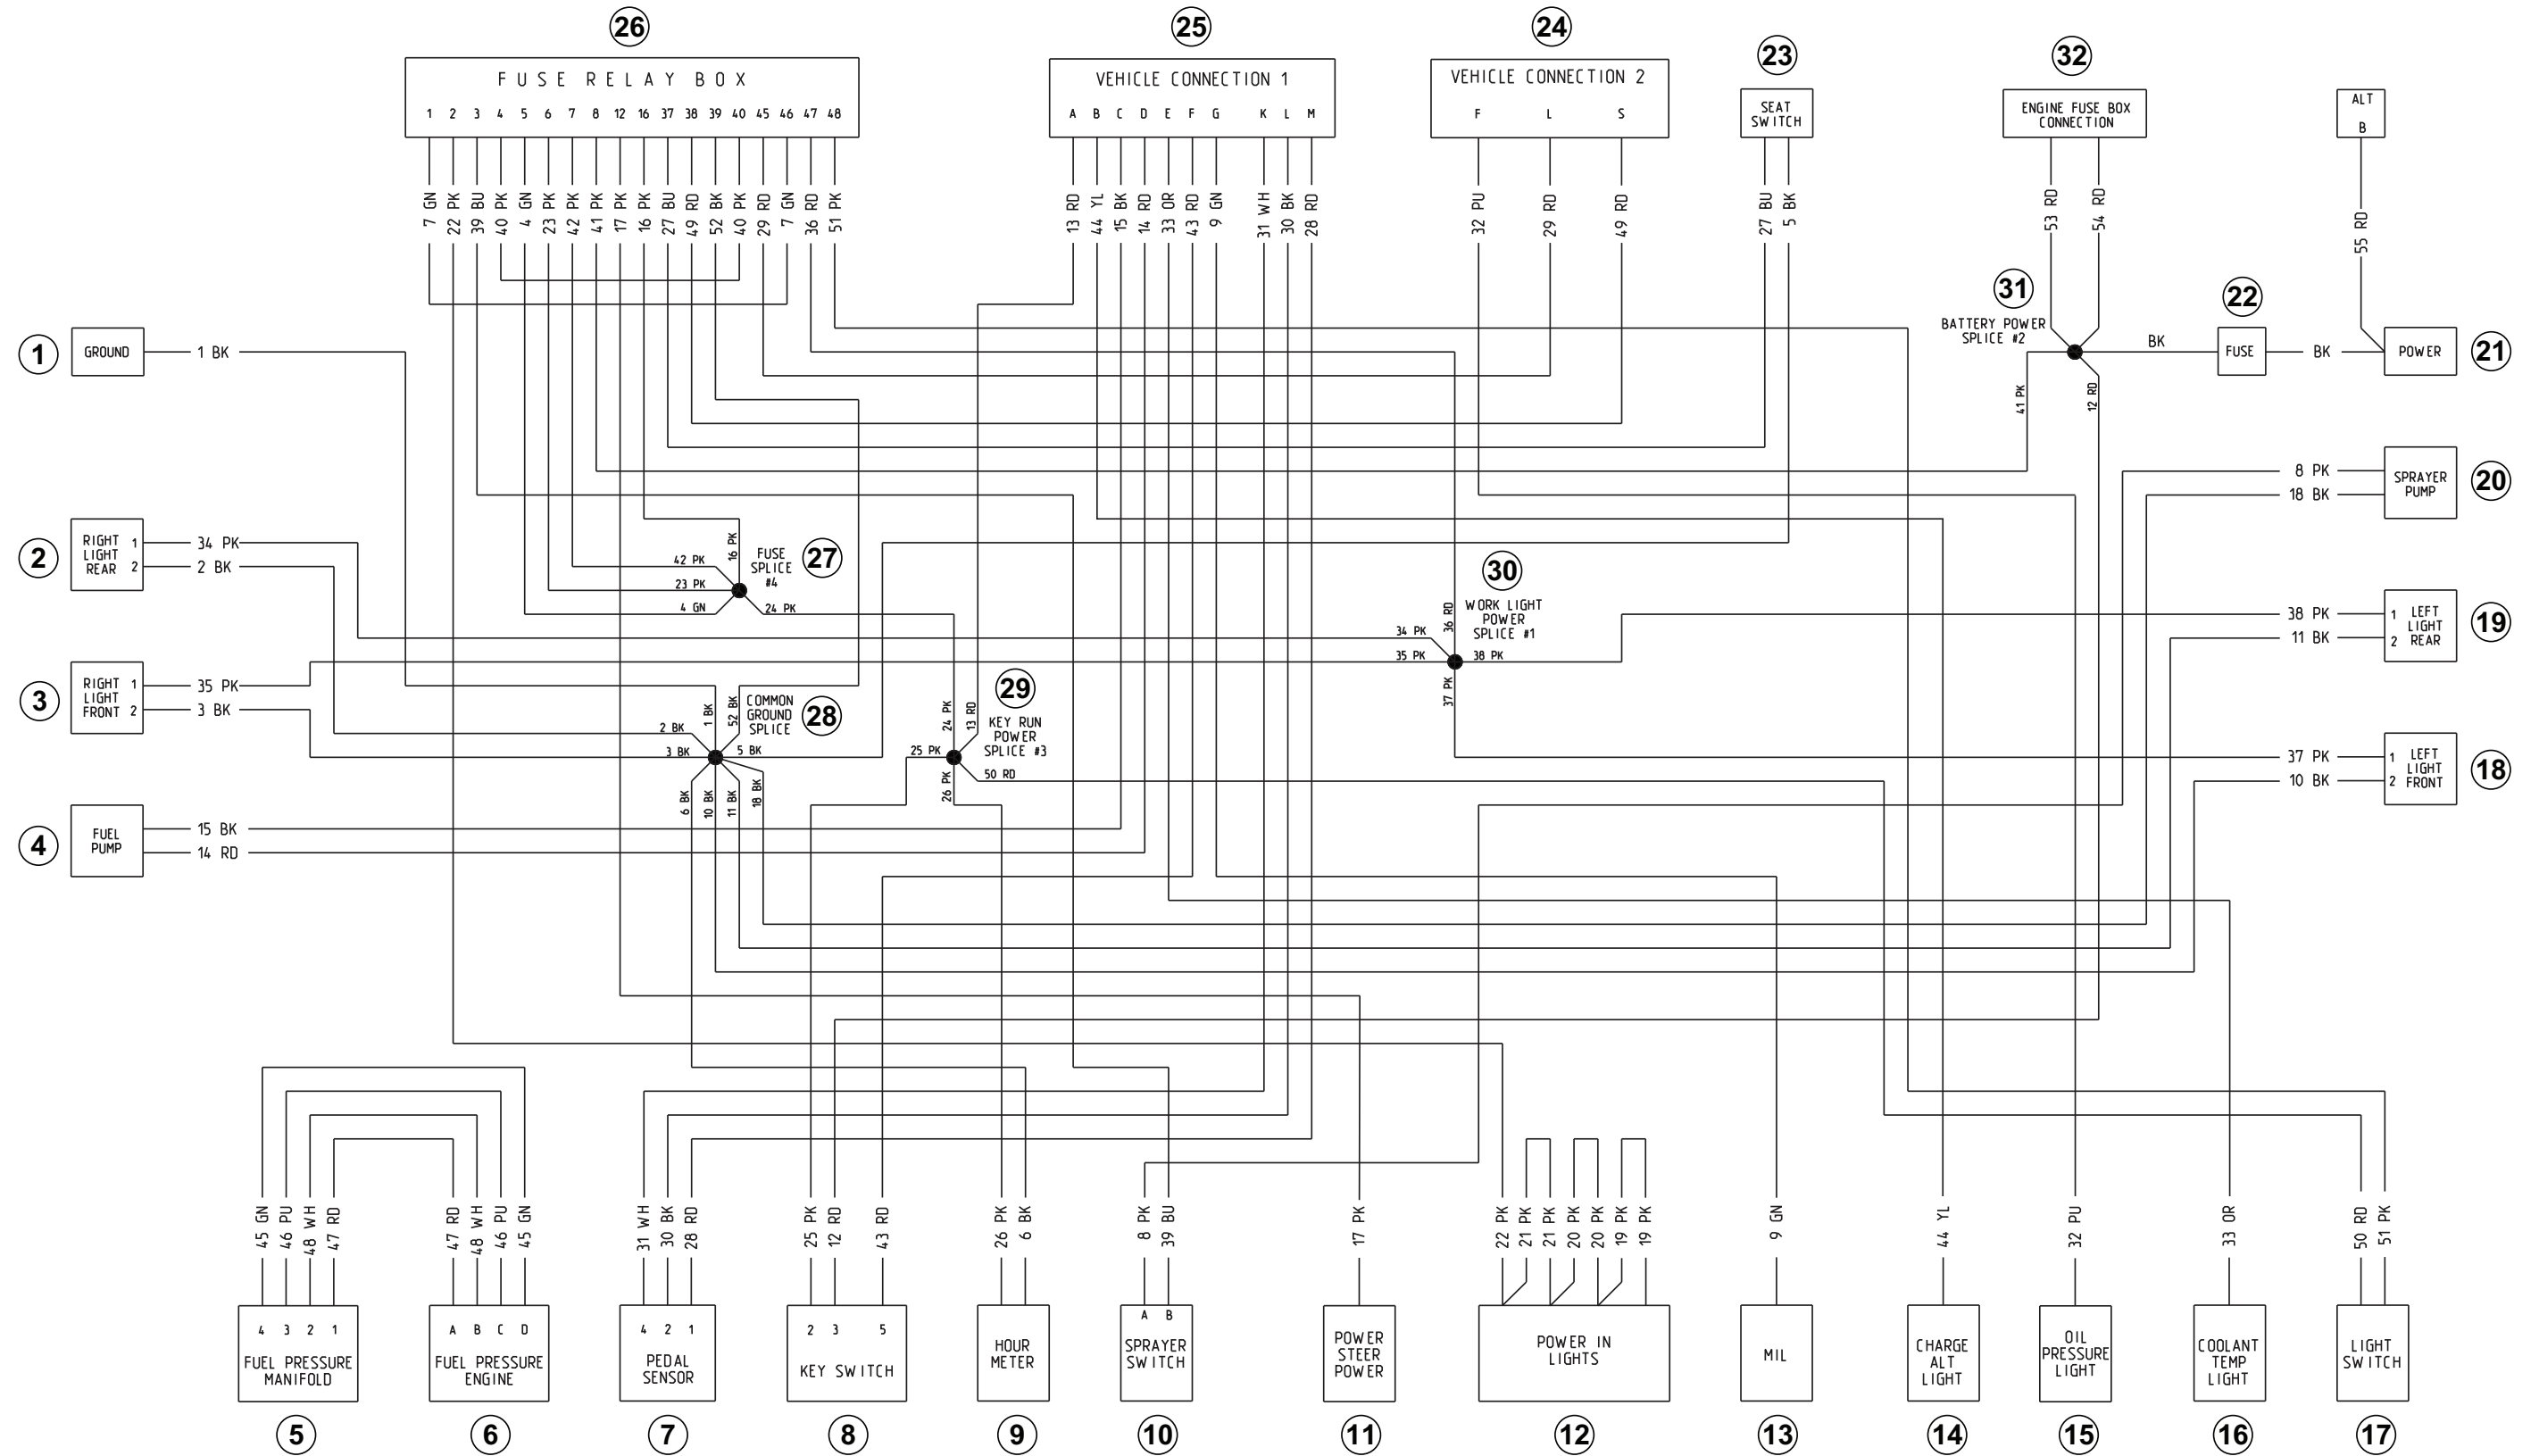 26
25
24
23
32
FUSE RELAY BOX
1 2 3 4 5 6 7 8 12 16 37 38 39 40 45 46 47 48
VEHICLE CONNECTION 1
A B C D E F G K L M
VEHICLE CONNECTION 2
F L S
SEAT
SWITCH
ENGINE FUSE BOX
CONNECTION
ALT
B
7 GN
22 PK
39 BU
40 PK
4 GN
23 PK
42 PK
41 PK
17 PK
16 PK
27 BU
49 RD
52 BK
40 PK
29 RD
7 GN
36 RD
51 PK
13 RD
44 YL
15 BK
14 RD
33 OR
43 RD
9 GN
31 WH
30 BK
28 RD
32 PU
29 RD
49 RD
27 BU
5 BK
53 RD
54 RD
55 RD
31
BATTERY POWER
SPLICE #2
22
BK
FUSE
BK
POWER
21
41 PK
12 RD
1
GROUND
1 BK
8 PK
18 BK
SPRAYER
PUMP
20
2
RIGHT 1
LIGHT
REAR 2
34 PK
2 BK
16 PK
42 PK
23 PK
4 GN
24 PK
FUSE
SPLICE
#4
27
30
WORK LIGHT
POWER
SPLICE #1
36 RD
34 PK
35 PK
38 PK
37 PK
38 PK
11 BK
1 LEFT
LIGHT
2 REAR
19
3
RIGHT 1
LIGHT
FRONT 2
35 PK
3 BK
1 BK
52 BK
2 BK
3 BK
5 BK
6 BK
10 BK
11 BK
18 BK
COMMON
GROUND
SPLICE
28
29
KEY RUN
POWER
SPLICE #3
24 PK
13 RD
25 PK
26 PK
50 RD
37 PK
10 BK
1 LEFT
LIGHT
2 FRONT
18
4
FUEL
PUMP
15 BK
14 RD
45 GN
46 PU
48 WH
47 RD
47 RD
48 WH
46 PU
45 GN
31 WH
30 BK
28 RD
25 PK
12 RD
43 RD
26 PK
6 BK
8 PK
39 BU
17 PK
22 PK
21 PK
21 PK
20 PK
20 PK
19 PK
19 PK
9 GN
44 YL
32 PU
33 OR
50 RD
51 PK
4 3 2 1
FUEL PRESSURE
MANIFOLD
A B C D
FUEL PRESSURE
ENGINE
4 2 1
PEDAL
SENSOR
2 3 5
KEY SWITCH
HOUR
METER
A B
SPRAYER
SWITCH
POWER
STEER
POWER
POWER IN
LIGHTS
MIL
CHARGE
ALT
LIGHT
OIL
PRESSURE
LIGHT
COOLANT
TEMP
LIGHT
LIGHT
SWITCH
5
6
7
8
9
10
11
12
13
14
15
16
17